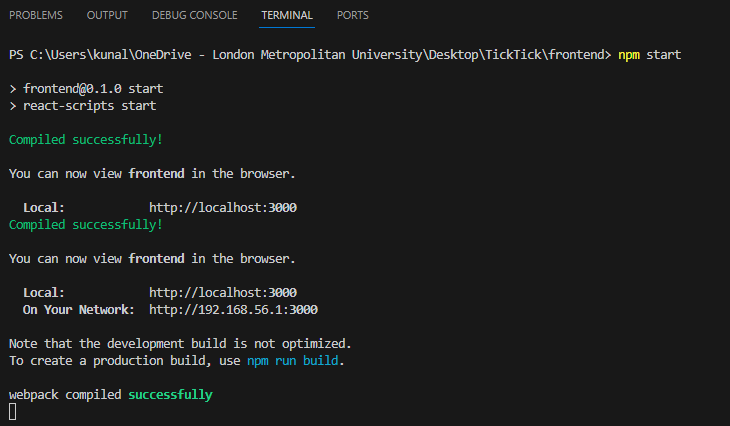 PROBLEMS OUTPUT DEBUG CONSOLE TERMINAL PORTS
PS C:\Users\kunal\OneDrive - London Metropolitan University\Desktop\TickTick\frontend> npm start
> frontend@0.1.0 start
> react-scripts start
Compiled successfully!
You can now view frontend in the browser.
Local: http://localhost:3000
Compiled successfully!
You can now view frontend in the browser.
Local: http://localhost:3000
On Your Network: http://192.168.56.1:3000
Note that the development build is not optimized.
To create a production build, use npm run build.
webpack compiled successfully